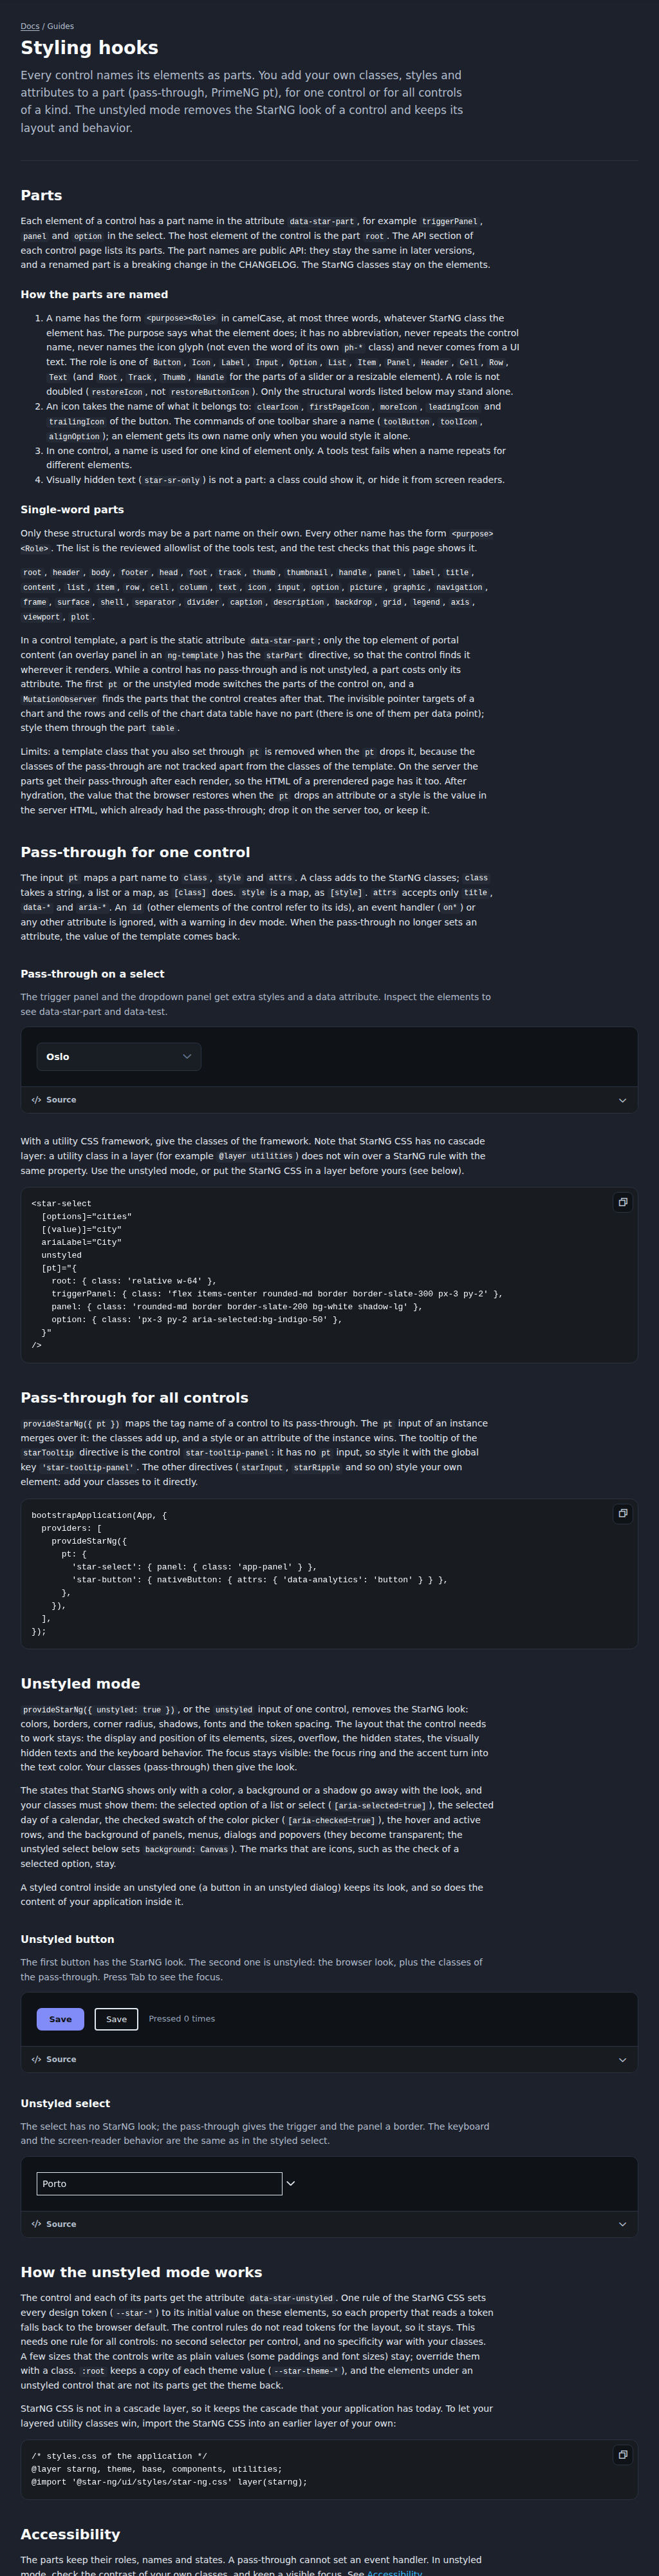 Docs / Guides
Styling hooks
Every control names its elements as parts. You add your own classes, styles and
attributes to a part (pass-through, PrimeNG pt), for one control or for all controls
of a kind. The unstyled mode removes the StarNG look of a control and keeps its
layout and behavior.
Parts
Each element of a control has a part name in the attribute data-star-part, for example triggerPanel,
panel and option in the select. The host element of the control is the part root. The API section of
each control page lists its parts. The part names are public API: they stay the same in later versions,
and a renamed part is a breaking change in the CHANGELOG. The StarNG classes stay on the elements.
How the parts are named
1. A name has the form <purpose><Role> in camelCase, at most three words, whatever StarNG class the
element has. The purpose says what the element does; it has no abbreviation, never repeats the control
name, never names the icon glyph (not even the word of its own ph-* class) and never comes from a UI
text. The role is one of Button, Icon, Label, Input, Option, List, Item, Panel, Header, Cell, Row,
Text (and Root, Track, Thumb, Handle for the parts of a slider or a resizable element). A role is not
doubled (restoreIcon, not restoreButtonIcon). Only the structural words listed below may stand alone.
2. An icon takes the name of what it belongs to: clearIcon, firstPageIcon, moreIcon, leadingIcon and
trailingIcon of the button. The commands of one toolbar share a name (toolButton, toolIcon,
alignOption); an element gets its own name only when you would style it alone.
3. In one control, a name is used for one kind of element only. A tools test fails when a name repeats for
different elements.
4. Visually hidden text (star-sr-only) is not a part: a class could show it, or hide it from screen readers.
Single-word parts
Only these structural words may be a part name on their own. Every other name has the form <purpose>
<Role>. The list is the reviewed allowlist of the tools test, and the test checks that this page shows it.
root, header, body, footer, head, foot, track, thumb, thumbnail, handle, panel, label, title,
content, list, item, row, cell, column, text, icon, input, option, picture, graphic, navigation,
frame, surface, shell, separator, divider, caption, description, backdrop, grid, legend, axis,
viewport, plot.
In a control template, a part is the static attribute data-star-part; only the top element of portal
content (an overlay panel in an ng-template) has the starPart directive, so that the control finds it
wherever it renders. While a control has no pass-through and is not unstyled, a part costs only its
attribute. The first pt or the unstyled mode switches the parts of the control on, and a
MutationObserver finds the parts that the control creates after that. The invisible pointer targets of a
chart and the rows and cells of the chart data table have no part (there is one of them per data point);
style them through the part table.
Limits: a template class that you also set through pt is removed when the pt drops it, because the
classes of the pass-through are not tracked apart from the classes of the template. On the server the
parts get their pass-through after each render, so the HTML of a prerendered page has it too. After
hydration, the value that the browser restores when the pt drops an attribute or a style is the value in
the server HTML, which already had the pass-through; drop it on the server too, or keep it.
Pass-through for one control
The input pt maps a part name to class, style and attrs. A class adds to the StarNG classes; class
takes a string, a list or a map, as [class] does. style is a map, as [style]. attrs accepts only title,
data-* and aria-*. An id (other elements of the control refer to its ids), an event handler (on*) or
any other attribute is ignored, with a warning in dev mode. When the pass-through no longer sets an
attribute, the value of the template comes back.
Pass-through on a select
The trigger panel and the dropdown panel get extra styles and a data attribute. Inspect the elements to
see data-star-part and data-test.
Oslo
Source
With a utility CSS framework, give the classes of the framework. Note that StarNG CSS has no cascade
layer: a utility class in a layer (for example @layer utilities) does not win over a StarNG rule with the
same property. Use the unstyled mode, or put the StarNG CSS in a layer before yours (see below).
<star-select
[options]="cities"
[(value)]="city"
ariaLabel="City"
unstyled
[pt]="{
root: { class: 'relative w-64' },
triggerPanel: { class: 'flex items-center rounded-md border border-slate-300 px-3 py-2' },
panel: { class: 'rounded-md border border-slate-200 bg-white shadow-lg' },
option: { class: 'px-3 py-2 aria-selected:bg-indigo-50' },
}"
/>
Pass-through for all controls
provideStarNg({ pt }) maps the tag name of a control to its pass-through. The pt input of an instance
merges over it: the classes add up, and a style or an attribute of the instance wins. The tooltip of the
starTooltip directive is the control star-tooltip-panel: it has no pt input, so style it with the global
key 'star-tooltip-panel'. The other directives (starInput, starRipple and so on) style your own
element: add your classes to it directly.
bootstrapApplication(App, {
providers: [
provideStarNg({
pt: {
'star-select': { panel: { class: 'app-panel' } },
'star-button': { nativeButton: { attrs: { 'data-analytics': 'button' } } },
},
}),
],
});
Unstyled mode
provideStarNg({ unstyled: true }), or the unstyled input of one control, removes the StarNG look:
colors, borders, corner radius, shadows, fonts and the token spacing. The layout that the control needs
to work stays: the display and position of its elements, sizes, overflow, the hidden states, the visually
hidden texts and the keyboard behavior. The focus stays visible: the focus ring and the accent turn into
the text color. Your classes (pass-through) then give the look.
The states that StarNG shows only with a color, a background or a shadow go away with the look, and
your classes must show them: the selected option of a list or select ([aria-selected=true]), the selected
day of a calendar, the checked swatch of the color picker ([aria-checked=true]), the hover and active
rows, and the background of panels, menus, dialogs and popovers (they become transparent; the
unstyled select below sets background: Canvas). The marks that are icons, such as the check of a
selected option, stay.
A styled control inside an unstyled one (a button in an unstyled dialog) keeps its look, and so does the
content of your application inside it.
Unstyled button
The first button has the StarNG look. The second one is unstyled: the browser look, plus the classes of
the pass-through. Press Tab to see the focus.
Save Save Pressed 0 times
Source
Unstyled select
The select has no StarNG look; the pass-through gives the trigger and the panel a border. The keyboard
and the screen-reader behavior are the same as in the styled select.
Porto
Source
How the unstyled mode works
The control and each of its parts get the attribute data-star-unstyled. One rule of the StarNG CSS sets
every design token (--star-*) to its initial value on these elements, so each property that reads a token
falls back to the browser default. The control rules do not read tokens for the layout, so it stays. This
needs one rule for all controls: no second selector per control, and no specificity war with your classes.
A few sizes that the controls write as plain values (some paddings and font sizes) stay; override them
with a class. :root keeps a copy of each theme value (--star-theme-*), and the elements under an
unstyled control that are not its parts get the theme back.
StarNG CSS is not in a cascade layer, so it keeps the cascade that your application has today. To let your
layered utility classes win, import the StarNG CSS into an earlier layer of your own:
/* styles.css of the application */
@layer starng, theme, base, components, utilities;
@import '@star-ng/ui/styles/star-ng.css' layer(starng);
Accessibility
The parts keep their roles, names and states. A pass-through cannot set an event handler. In unstyled
mode, check the contrast of your own classes, and keep a visible focus. See Accessibility.